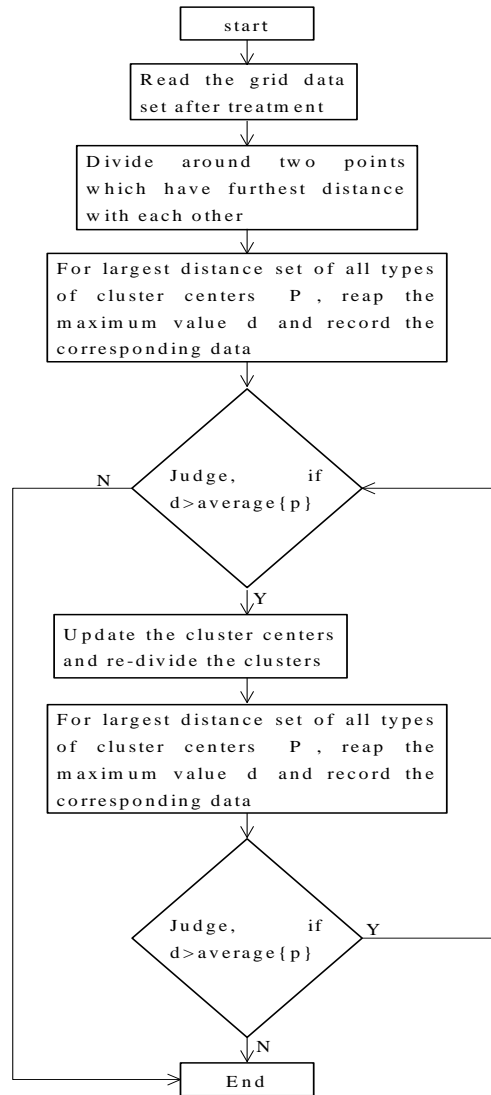 start
Read the grid data
set after treatment
Divide around two points
which have furthest distance
with each other
For largest distance set of all types
of cluster centers P , reap the
maximum value d and record the
corresponding data
N
Judge, if
d>average{p}
Y
Update the cluster centers
and re-divide the clusters
For largest distance set of all types
of cluster centers P , reap the
maximum value d and record the
corresponding data
Judge, if
d>average{p}
Y
N
End